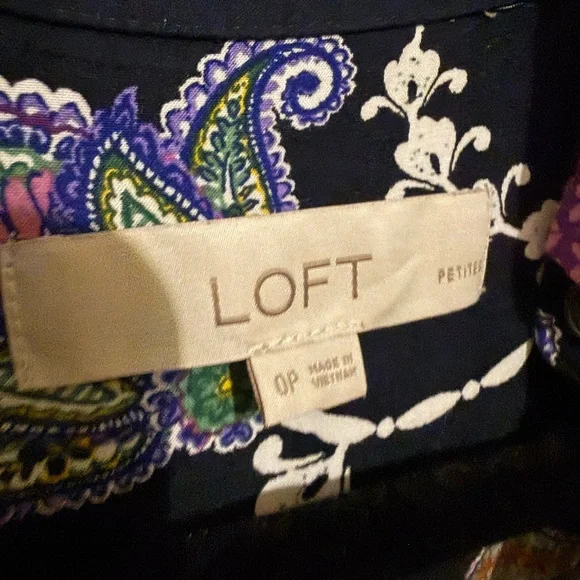 LOFT
PETITES
0P
MADE IN
VIETNAM